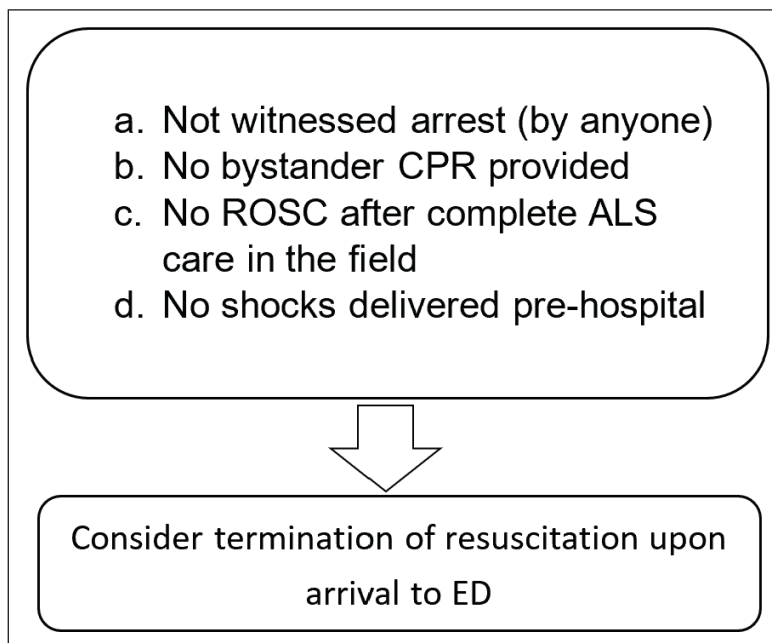 a. Not witnessed arrest (by anyone)
b. No bystander CPR provided
c. No ROSC after complete ALS
care in the field
d. No shocks delivered pre-hospital
Consider termination of resuscitation upon
arrival to ED